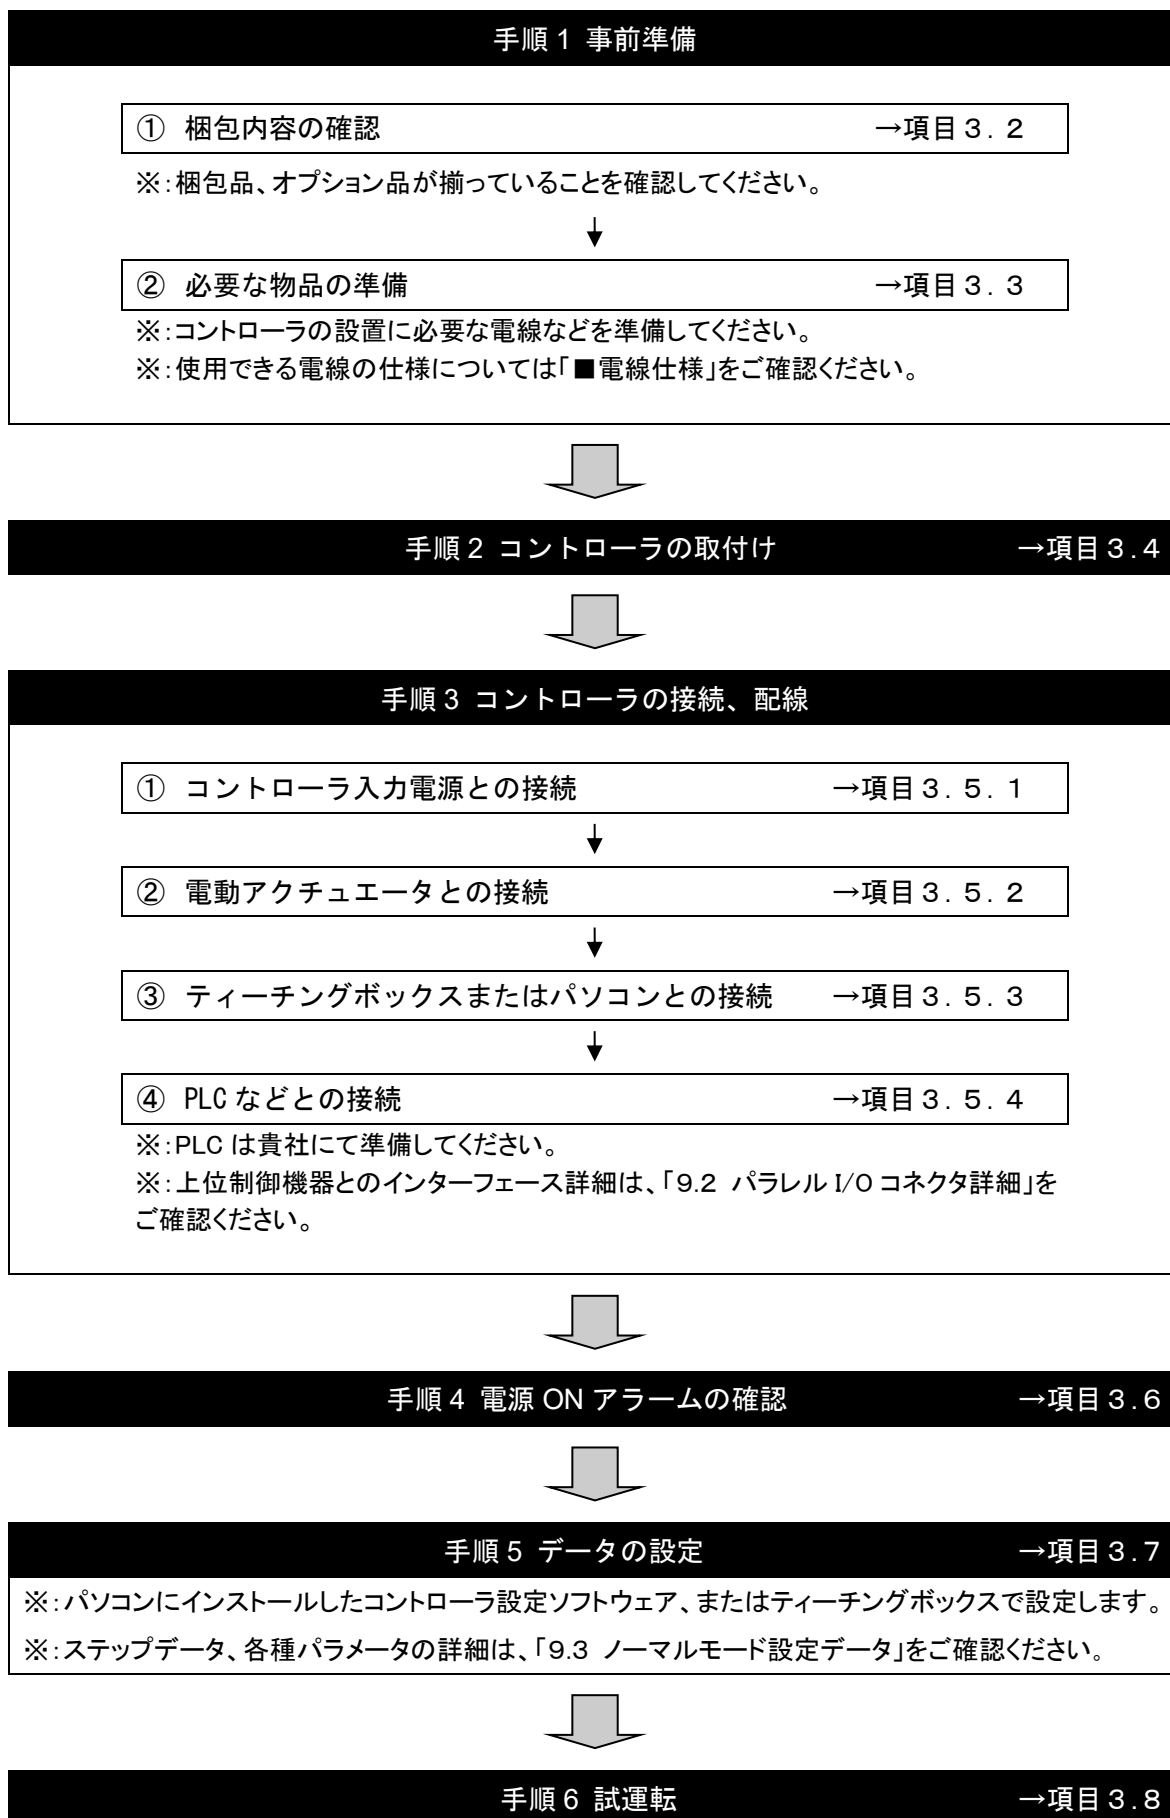 手順１ 事前準備
① 梱包内容の確認 →項目３．２
※：梱包品、オプション品が揃っていることを確認してください。
② 必要な物品の準備 →項目３．３
※：コントローラの設置に必要な電線などを準備してください。
※：使用できる電線の仕様については「■電線仕様」をご確認ください。
手順２ コントローラの取付け →項目３.４
手順３ コントローラの接続、配線
① コントローラ入力電源との接続 →項目３．５．１
② 電動アクチュエータとの接続 →項目３．５．２
③ ティーチングボックスまたはパソコンとの接続 →項目３．５．３
④ PLC などとの接続 →項目３．５．４
※：PLC は貴社にて準備してください。
※：上位制御機器とのインターフェース詳細は、「9.2 パラレル I/O コネクタ詳細」を
ご確認ください。
手順４ 電源 ON アラームの確認 →項目３.６
手順５ データの設定 →項目３.７
※：パソコンにインストールしたコントローラ設定ソフトウェア、またはティーチングボックスで設定します。
※：ステップデータ、各種パラメータの詳細は、「9.3 ノーマルモード設定データ」をご確認ください。
手順６ 試運転 →項目３.８